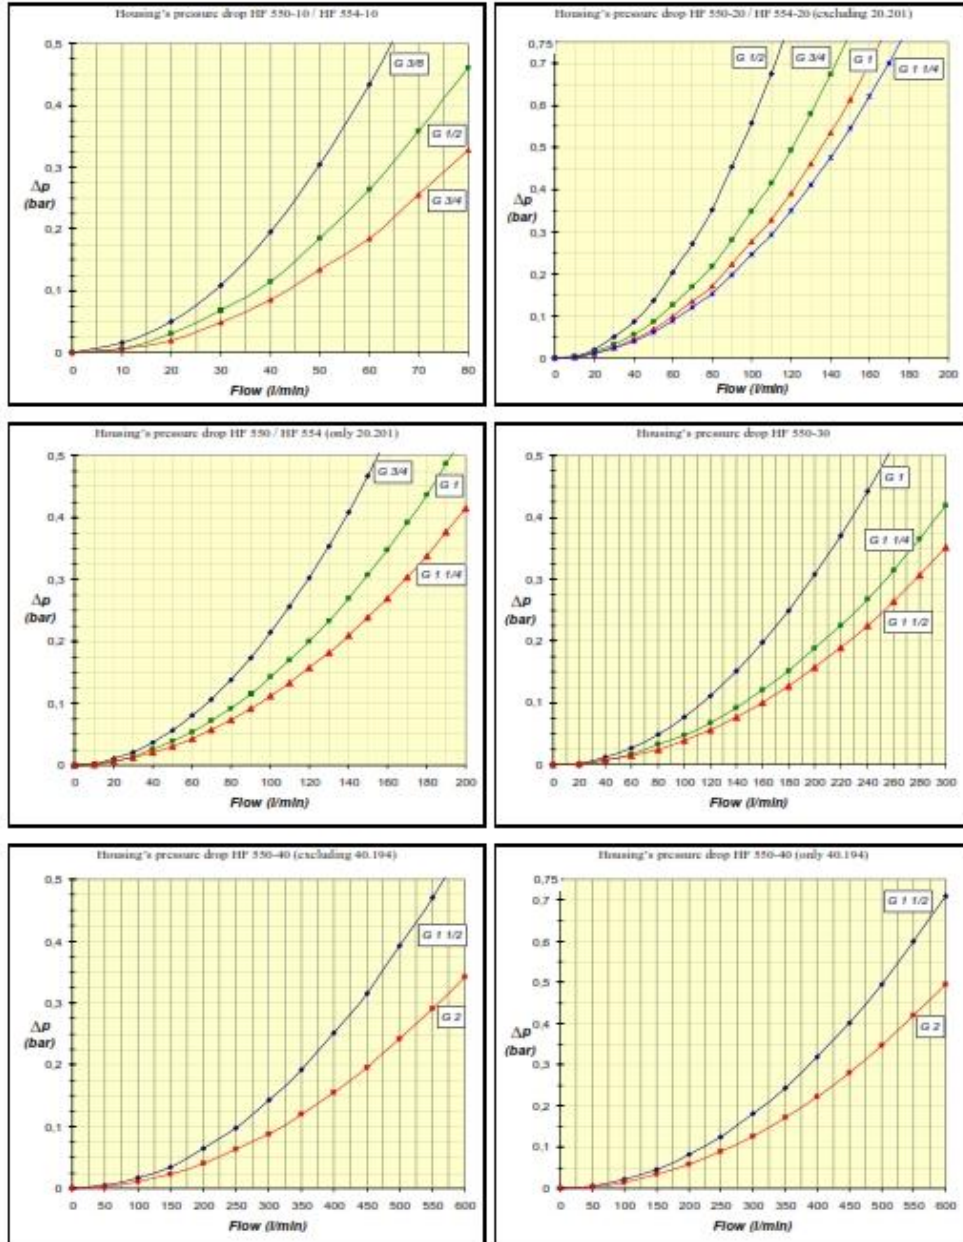 Housing's pressure drop HF 550-10 / HF 554-10
0,5
0,4
0,3
0,2
0,1
0
Δp
(bar)
G 3/8
G 1/2
G 3/4
0 10 20 30 40 50 60 70 80
Flow (l/min)
Housing's pressure drop HF 550-20 / HF 554-20 (excluding 20.201)
0,75
0,7
0,6
0,5
0,4
0,3
0,2
0,1
0
Δp
(bar)
G 1/2
G 3/4
G 1
G 1 1/4
0 20 40 60 80 100 120 140 160 180 200
Flow (l/min)
Housing's pressure drop HF 550 / HF 554 (only 20.201)
0,5
0,4
0,3
0,2
0,1
0
Δp
(bar)
G 3/4
G 1
G 1 1/4
0 20 40 60 80 100 120 140 160 180 200
Flow (l/min)
Housing's pressure drop HF 550-30
0,5
0,4
0,3
0,2
0,1
0
Δp
(bar)
G 1
G 1 1/4
G 1 1/2
0 20 40 60 80 100 120 140 160 180 200 220 240 260 280 300
Flow (l/min)
Housing's pressure drop HF 550-40 (excluding 40.194)
0,5
0,4
0,3
0,2
0,1
0
Δp
(bar)
G 1 1/2
G 2
0 50 100 150 200 250 300 350 400 450 500 550 600
Flow (l/min)
Housing's pressure drop HF 550-40 (only 40.194)
0,75
0,7
0,6
0,5
0,4
0,3
0,2
0,1
0
Δp
(bar)
G 1 1/2
G 2
0 50 100 150 200 250 300 350 400 450 500 550 600
Flow (l/min)